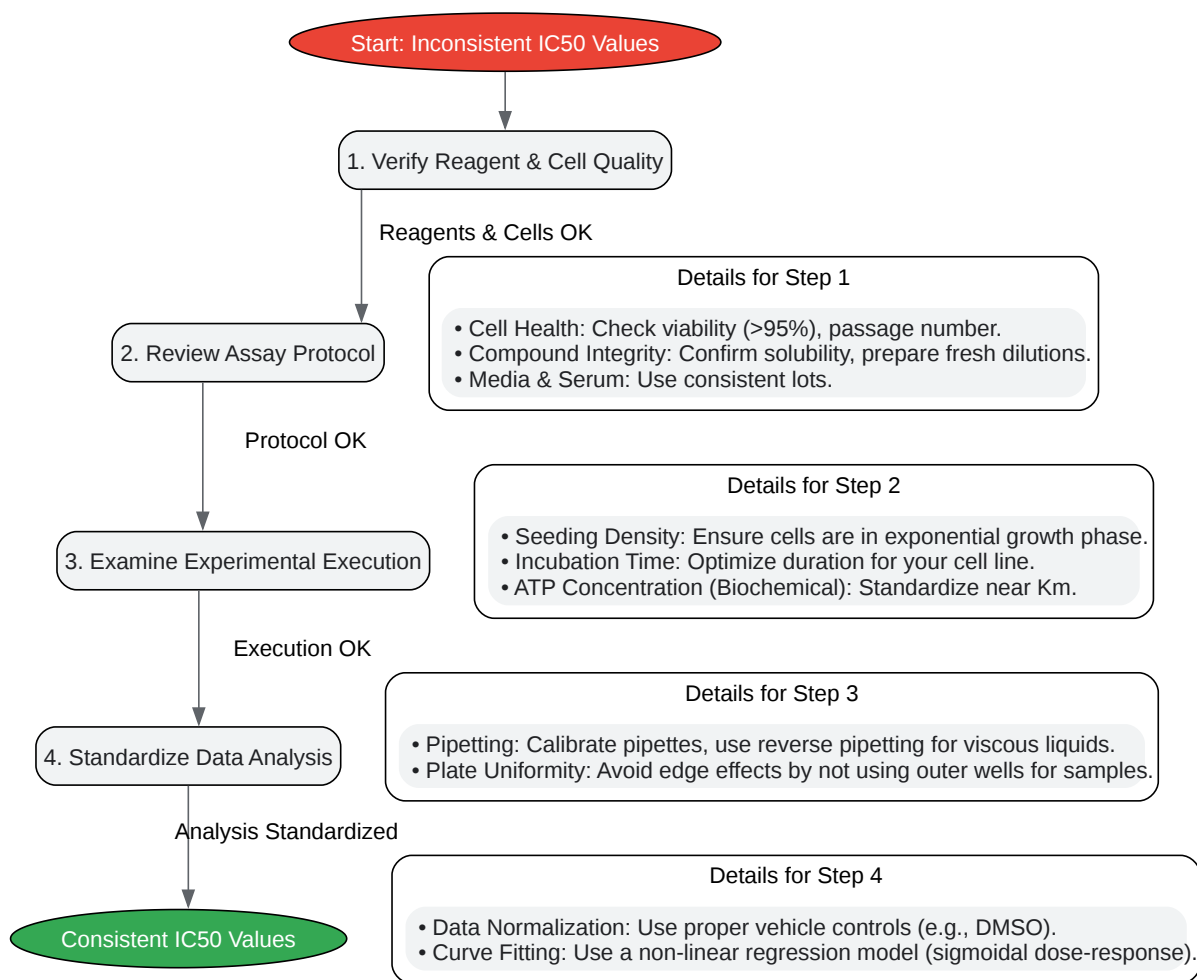 Start: Inconsistent IC50 Values
1. Verify Reagent & Cell Quality
Reagents & Cells OK
Details for Step 1
• Cell Health: Check viability (>95%), passage number.
• Compound Integrity: Confirm solubility, prepare fresh dilutions.
• Media & Serum: Use consistent lots.
2. Review Assay Protocol
Protocol OK
Details for Step 2
• Seeding Density: Ensure cells are in exponential growth phase.
• Incubation Time: Optimize duration for your cell line.
• ATP Concentration (Biochemical): Standardize near Km.
3. Examine Experimental Execution
Execution OK
Details for Step 3
• Pipetting: Calibrate pipettes, use reverse pipetting for viscous liquids.
• Plate Uniformity: Avoid edge effects by not using outer wells for samples.
4. Standardize Data Analysis
Analysis Standardized
Details for Step 4
• Data Normalization: Use proper vehicle controls (e.g., DMSO).
• Curve Fitting: Use a non-linear regression model (sigmoidal dose-response).
Consistent IC50 Values